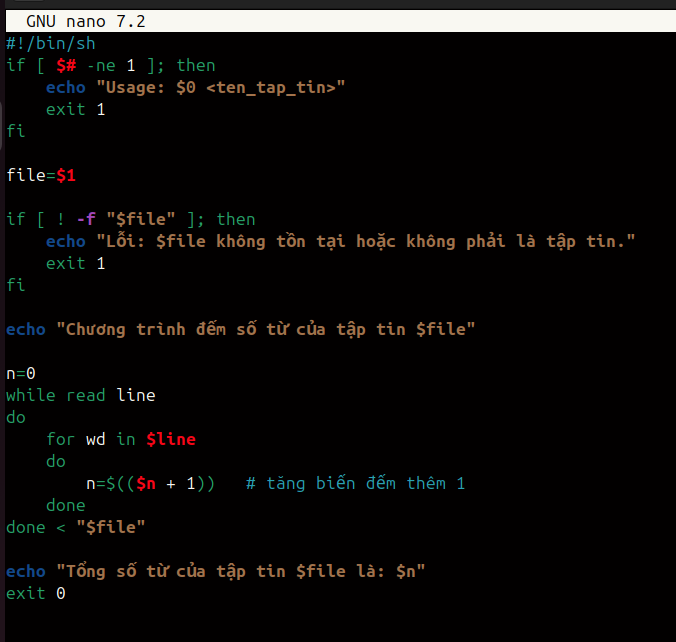 GNU nano 7.2
#!/bin/sh
if [ $# -ne 1 ]; then
    echo "Usage: $0 <ten_tap_tin>"
    exit 1
fi

file=$1

if [ ! -f "$file" ]; then
    echo "Lỗi: $file không tồn tại hoặc không phải là tập tin."
    exit 1
fi

echo "Chương trình đếm số từ của tập tin $file"

n=0
while read line
do
    for wd in $line
    do
        n=$(($n + 1))   # tăng biến đếm thêm 1
    done
done < "$file"

echo "Tổng số từ của tập tin $file là: $n"
exit 0